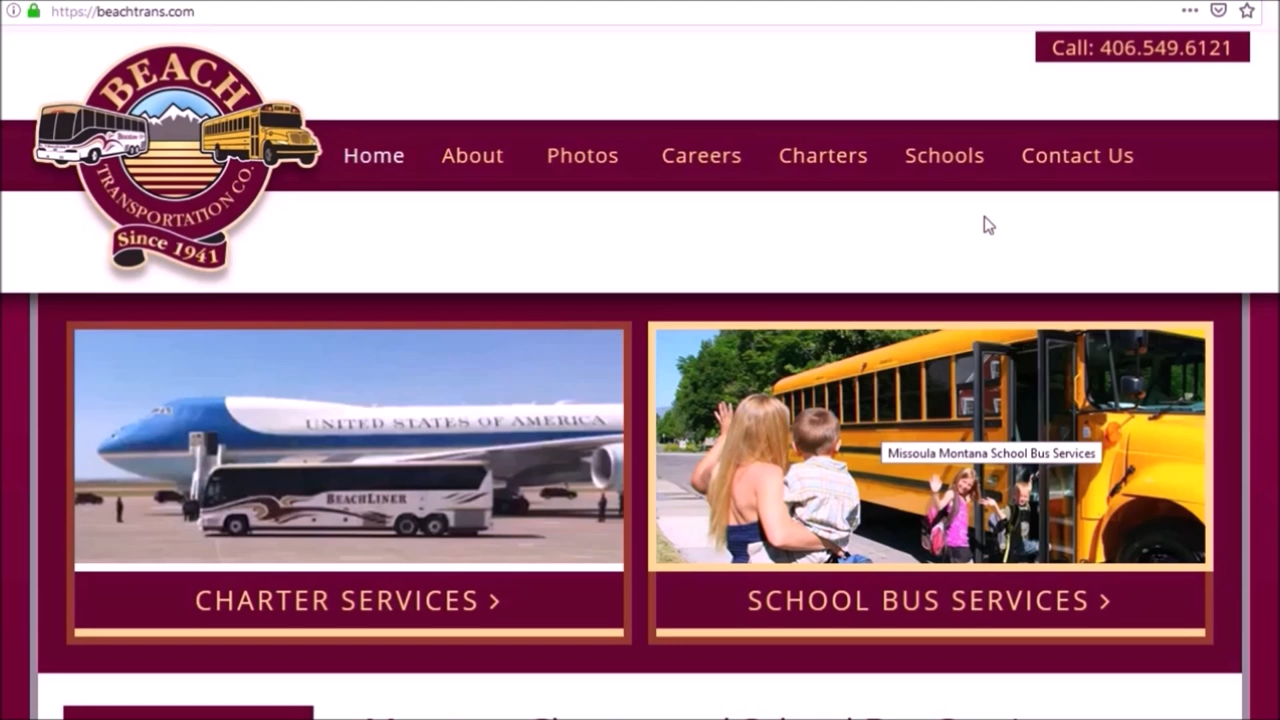 https://beachtrans.com
Call: 406.549.6121
BEACH
TRANSPORTATION CO.
Since 1941
Home About Photos Careers Charters Schools Contact Us
UNITED STATES OF AMERICA
BEACHLINER
Missoula Montana School Bus Services
CHARTER SERVICES >
SCHOOL BUS SERVICES >